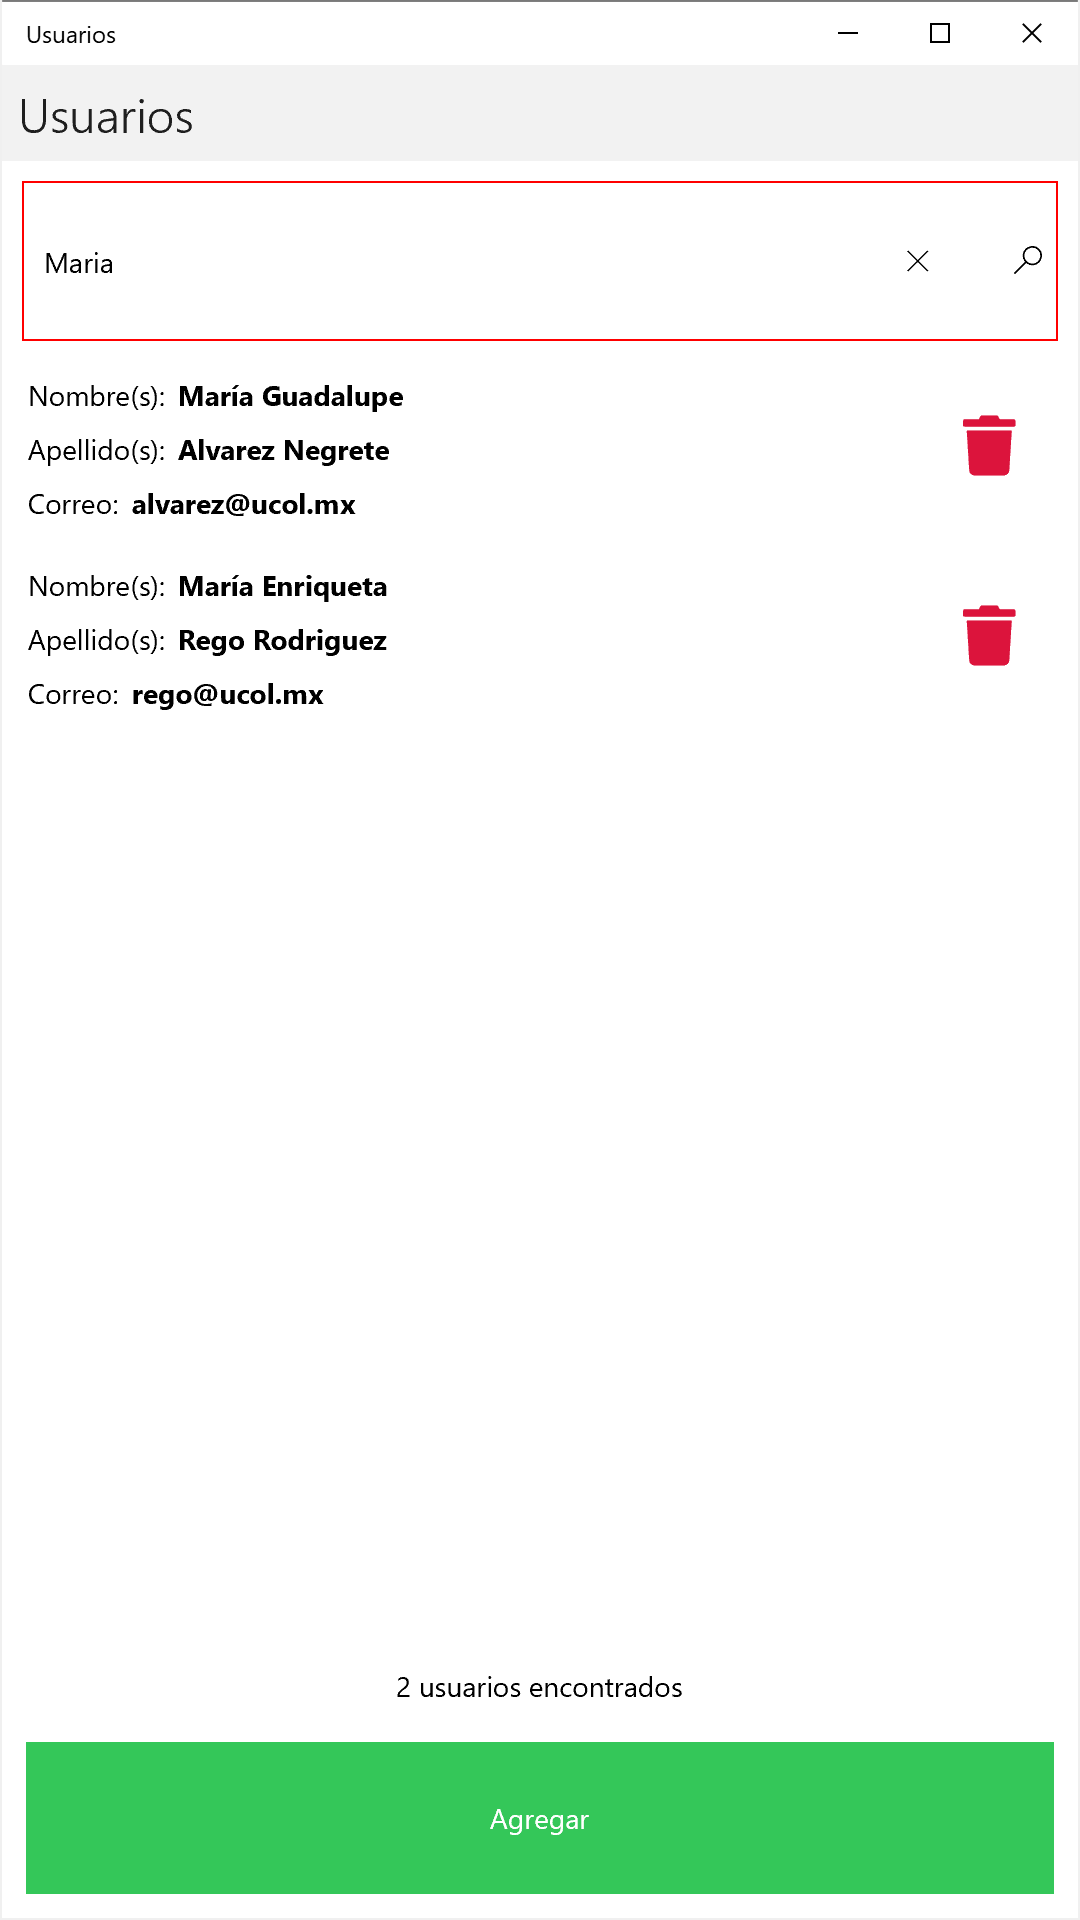 Usuarios
Usuarios
Maria
Nombre(s): María Guadalupe
Apellido(s): Alvarez Negrete
Correo: alvarez@ucol.mx
Nombre(s): María Enriqueta
Apellido(s): Rego Rodriguez
Correo: rego@ucol.mx
2 usuarios encontrados
Agregar